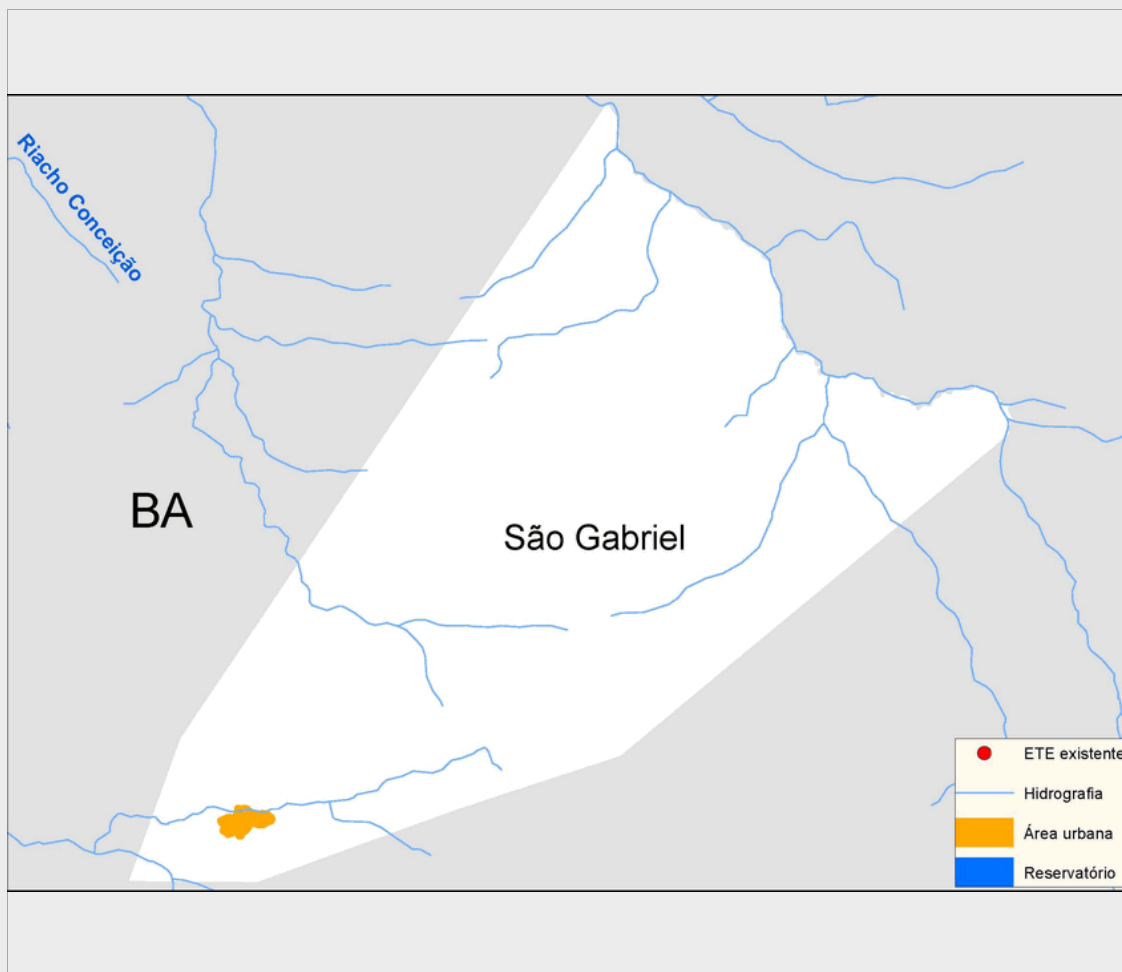 Riacho Conceição
BA
São Gabriel
ETE existente
Hidrografia
Área urbana
Reservatório